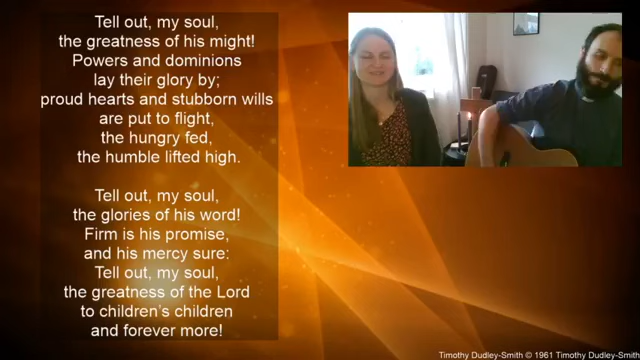 Tell out, my soul,
the greatness of his might!
Powers and dominions
lay their glory by;
proud hearts and stubborn wills
are put to flight,
the hungry fed,
the humble lifted high.
Tell out, my soul,
the glories of his word!
Firm is his promise,
and his mercy sure:
Tell out, my soul,
the greatness of the Lord
to children's children
and forever more!
Timothy Dudley-Smith © 1961 Timothy Dudley-Smith